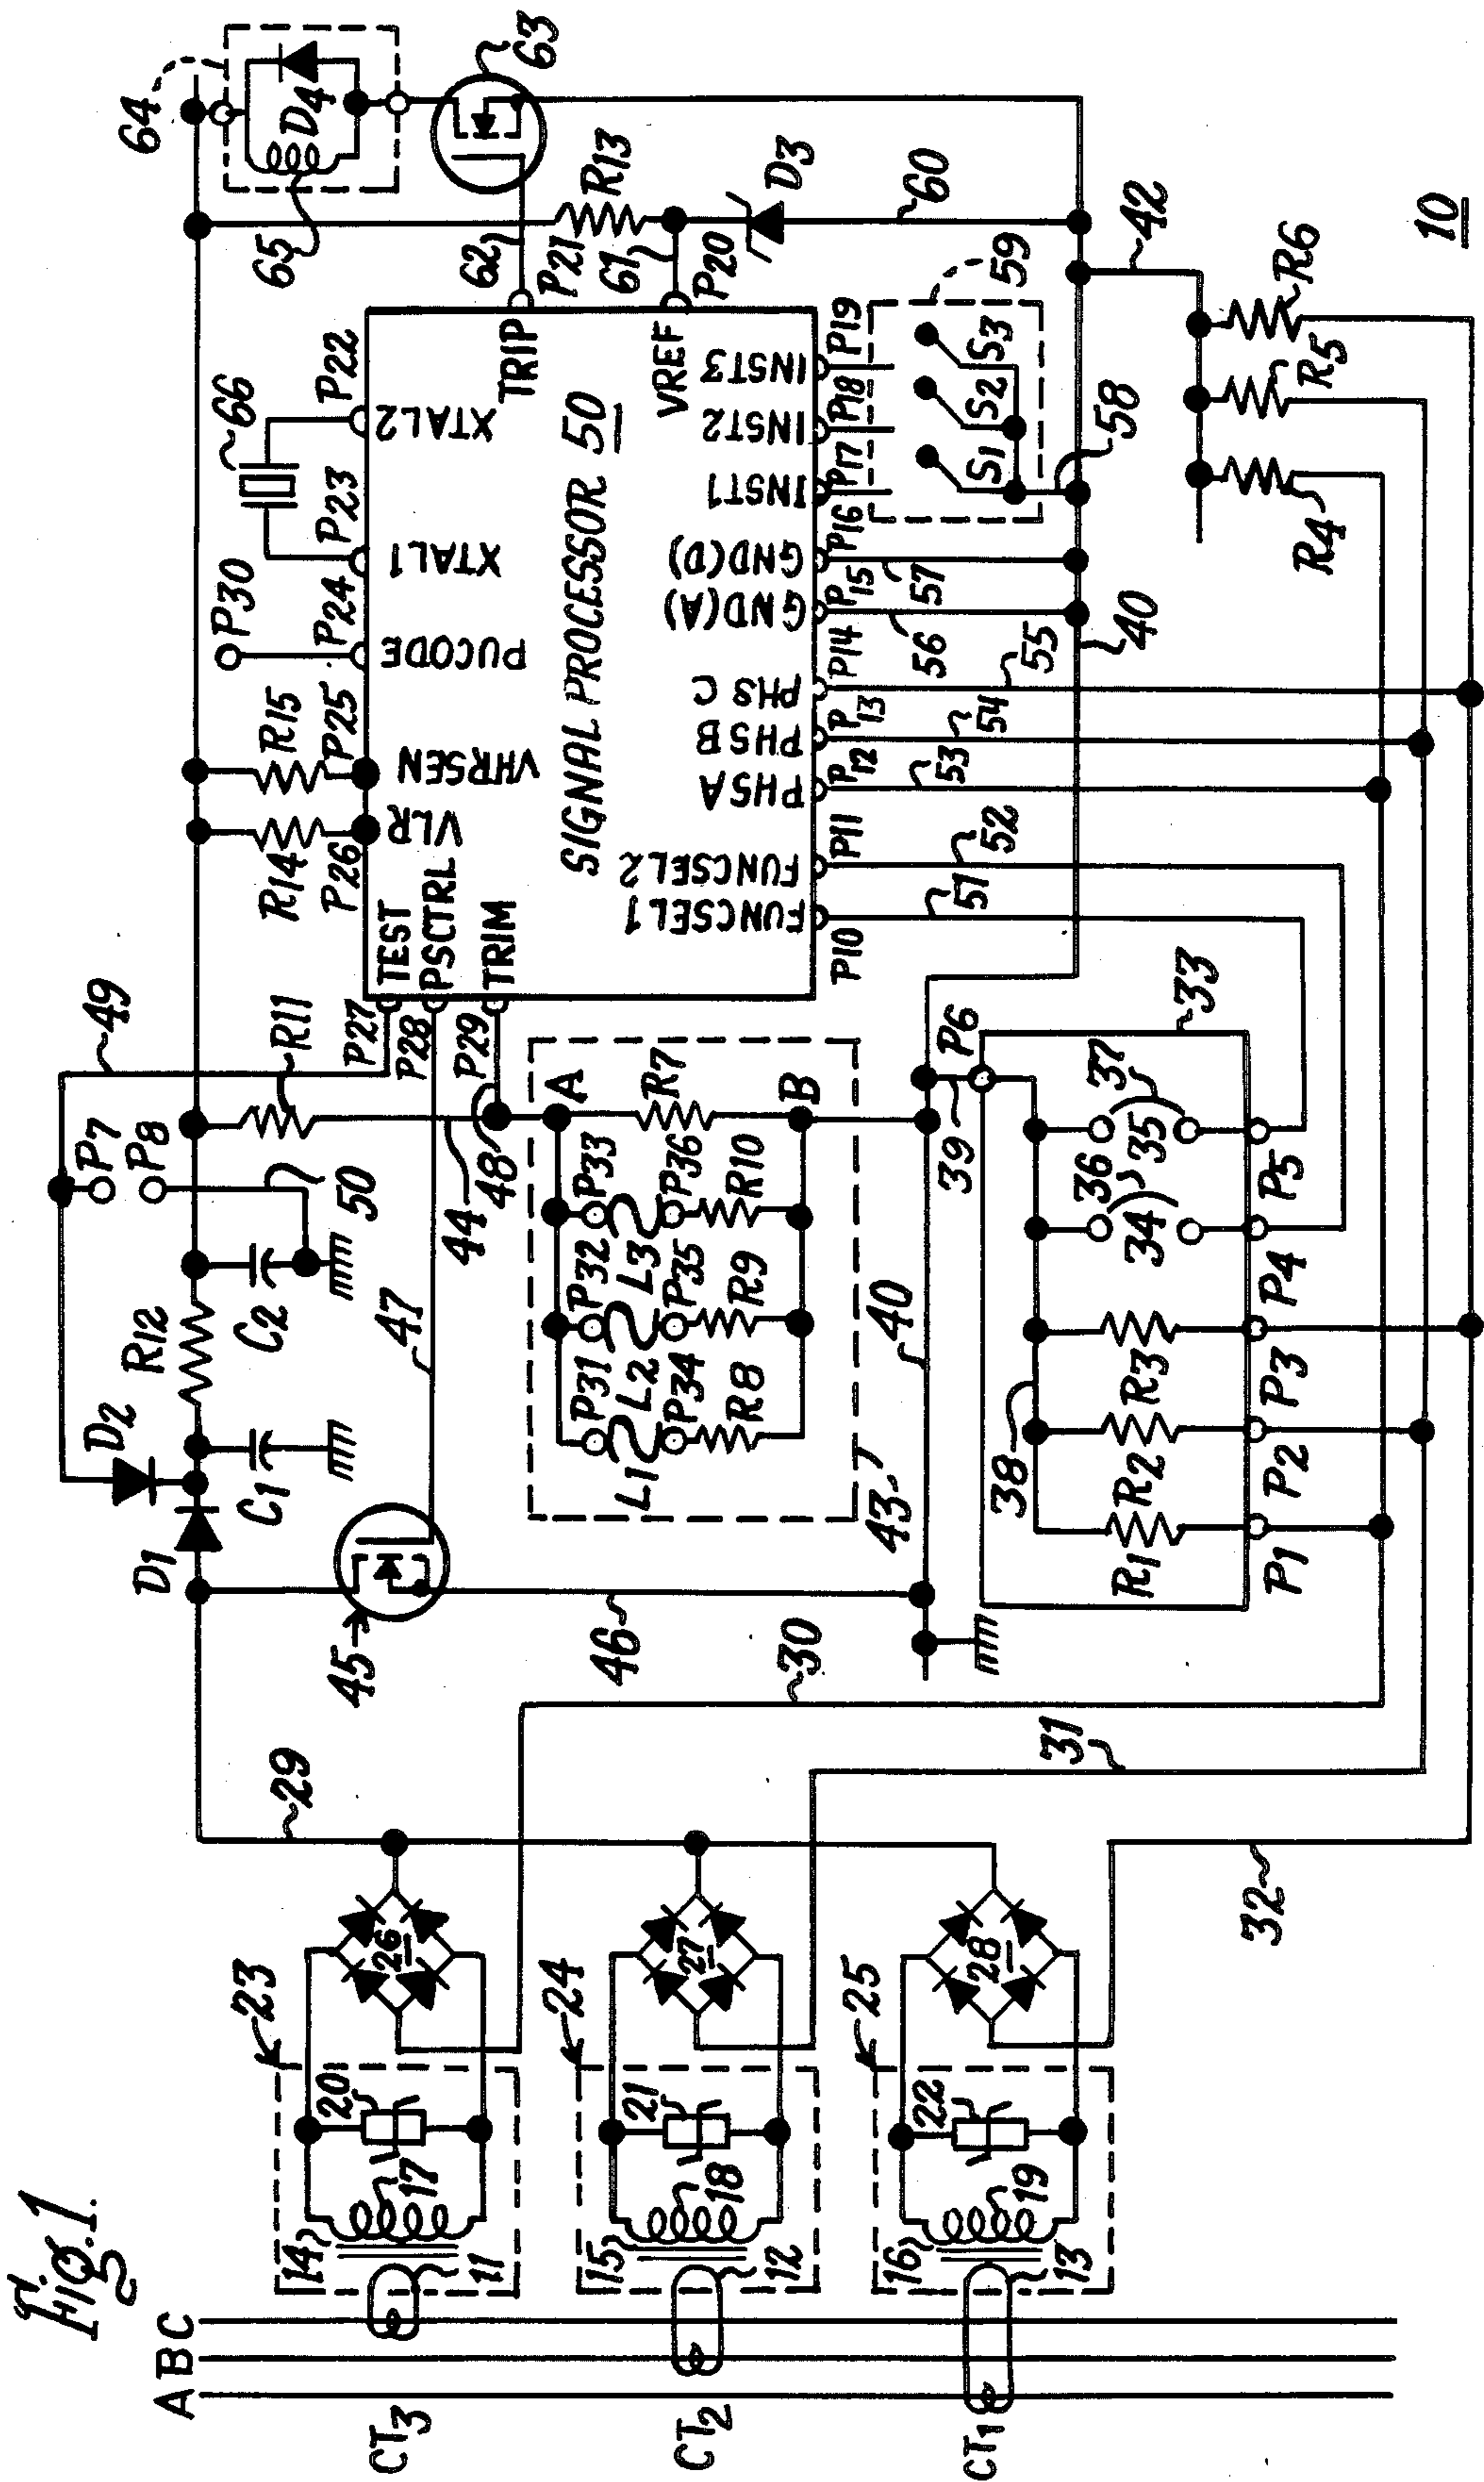 Fig. 1.
A B C
CT3
CT2
CT1
14
17
20
11
23
26
15
18
21
12
24
27
16
19
22
13
25
28
29
30
31
32
D1
D2
C1
R12
C2
P7
P8
49
50
R11
45
46
47
44
48
43
40
L1
L2
L3
P31
P32
P33
P34
P35
P36
R8
R9
R10
R7
A
B
39
P6
33
38
R1
R2
R3
34
36
35
37
P1
P2
P3
P4
P5
P27
P28
P29
TEST
PSCTRL
TRIM
R14
R15
P26
P25
VLR
VHRSEN
P30
P24
PUCODE
P23
XTAL1
66
P22
XTAL2
SIGNAL PROCESSOR 50
TRIP
VREF
FUNCSEL1
FUNCSEL2
PHS A
PHS B
PHS C
GND(A)
GND(D)
INST1
INST2
INST3
P10
P11
P12
P13
P14
P15
P16
P17
P18
P19
51
52
53
54
55
56
57
58
59
S1
S2
S3
40
42
R4
R5
R6
60
61
62
P20
P21
R13
D3
63
64
65
D4
10